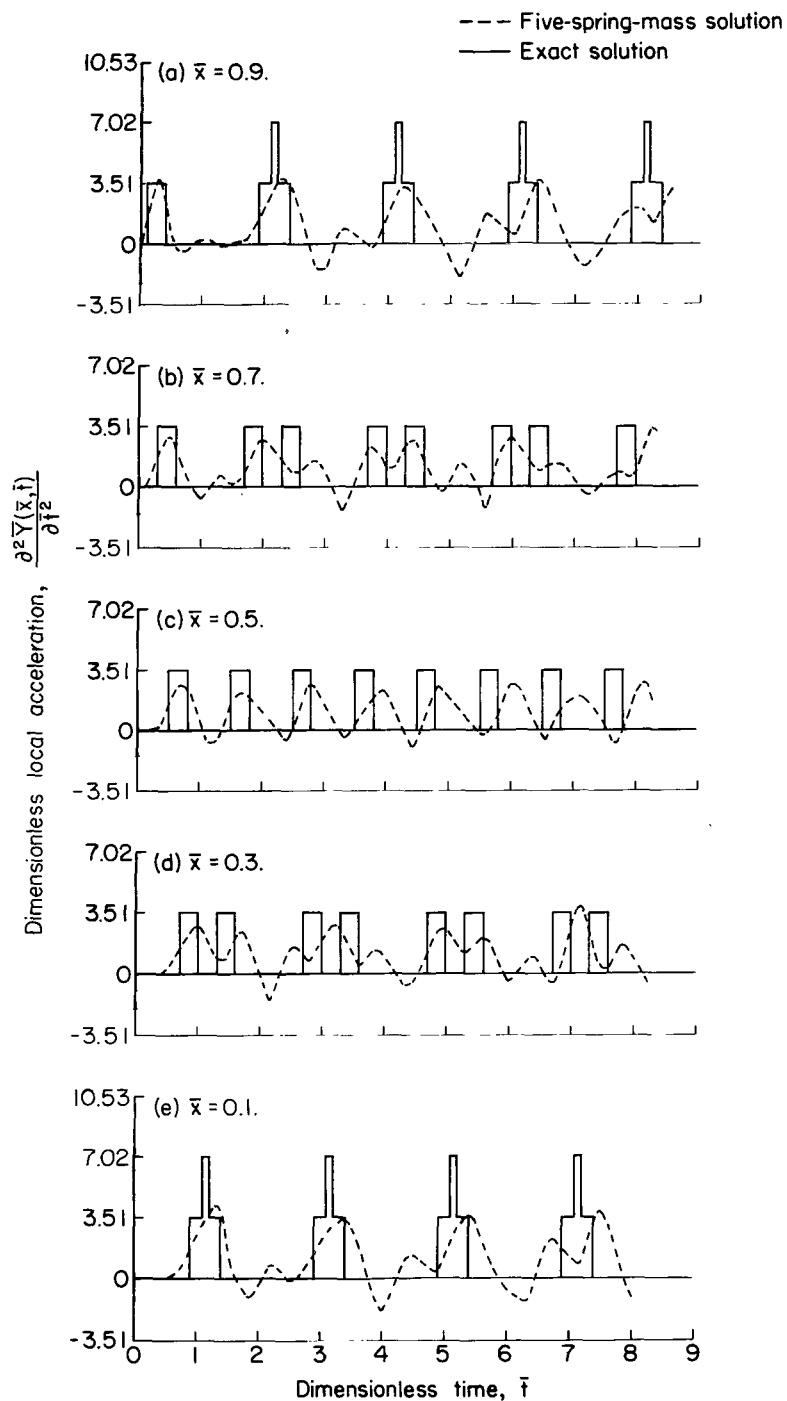 --- Five-spring-mass solution
— Exact solution
10.53
(a) x̅ = 0.9.
7.02
3.51
0
-3.51
7.02
(b) x̅ = 0.7.
3.51
0
-3.51
7.02
(c) x̅ = 0.5.
3.51
0
-3.51
7.02
(d) x̅ = 0.3.
3.51
0
-3.51
10.53
(e) x̅ = 0.1.
7.02
3.51
0
-3.51
0 1 2 3 4 5 6 7 8 9
Dimensionless time, t̅
Dimensionless local acceleration, ∂²Y̅(x̅,t̅)/∂t̅²